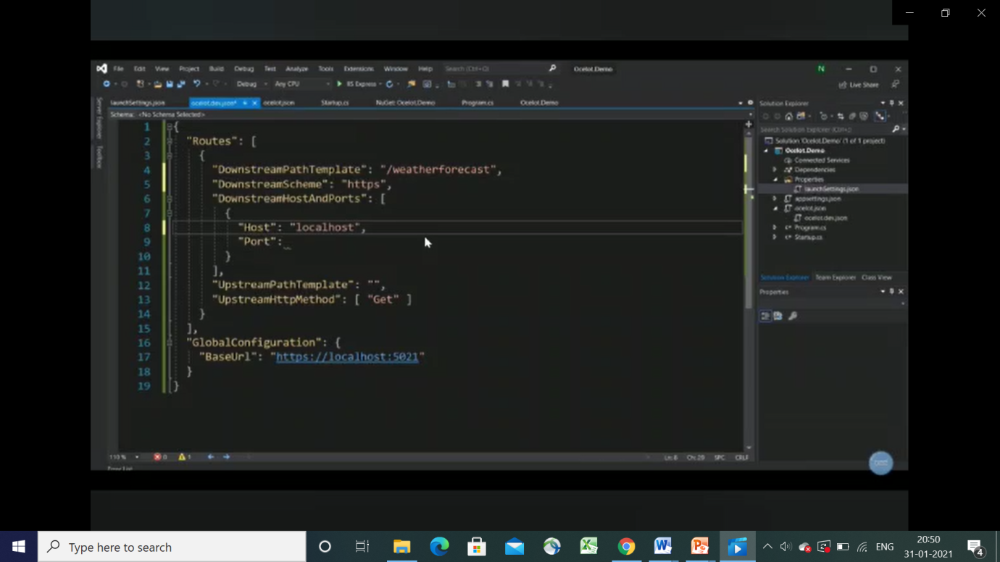 File Edit View Project Build Debug Test Analyze Tools Extensions Window Help Search (Ctrl+Q) Ocelot.Demo N
Debug Any CPU IIS Express Live Share
Server Explorer
Toolbox
launchSettings.json ocelot.dev.json* ocelot.json Startup.cs NuGet: Ocelot.Demo Program.cs Ocelot.Demo
Schema: <No Schema Selected>
1 {
2 "Routes": [
3 {
4 "DownstreamPathTemplate": "/weatherforecast",
5 "DownstreamScheme": "https",
6 "DownstreamHostAndPorts": [
7 {
8 "Host": "localhost",
9 "Port":
10 }
11 ],
12 "UpstreamPathTemplate": "",
13 "UpstreamHttpMethod": [ "Get" ]
14 }
15 ],
16 "GlobalConfiguration": {
17 "BaseUrl": "https://localhost:5021"
18 }
19 }
110 % 0 1 Ln: 8 Ch: 29 SPC CRLF
Error List
Solution Explorer
Search Solution Explorer (Ctrl+;)
Solution 'Ocelot.Demo' (1 of 1 project)
Ocelot.Demo
Connected Services
Dependencies
Properties
launchSettings.json
appsettings.json
ocelot.json
ocelot.dev.json
Program.cs
Startup.cs
Solution Explorer Team Explorer Class View
Properties
Type here to search
ENG
20:50
31-01-2021
4